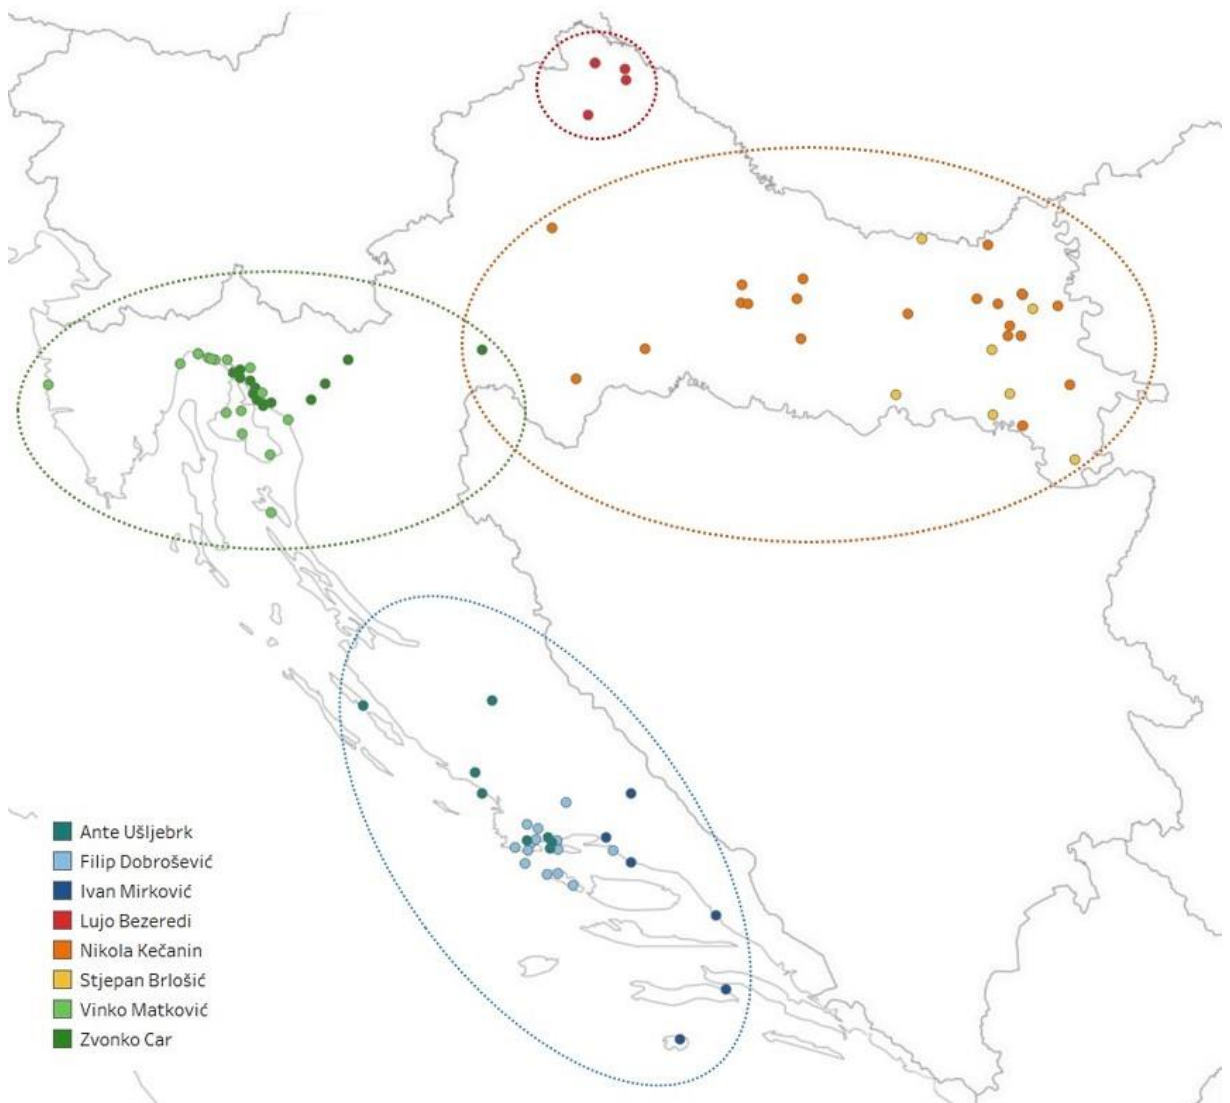 Ante Ušljebrk
Filip Dobrošević
Ivan Mirković
Lujo Bezeredi
Nikola Kečanin
Stjepan Brlošić
Vinko Matković
Zvonko Car